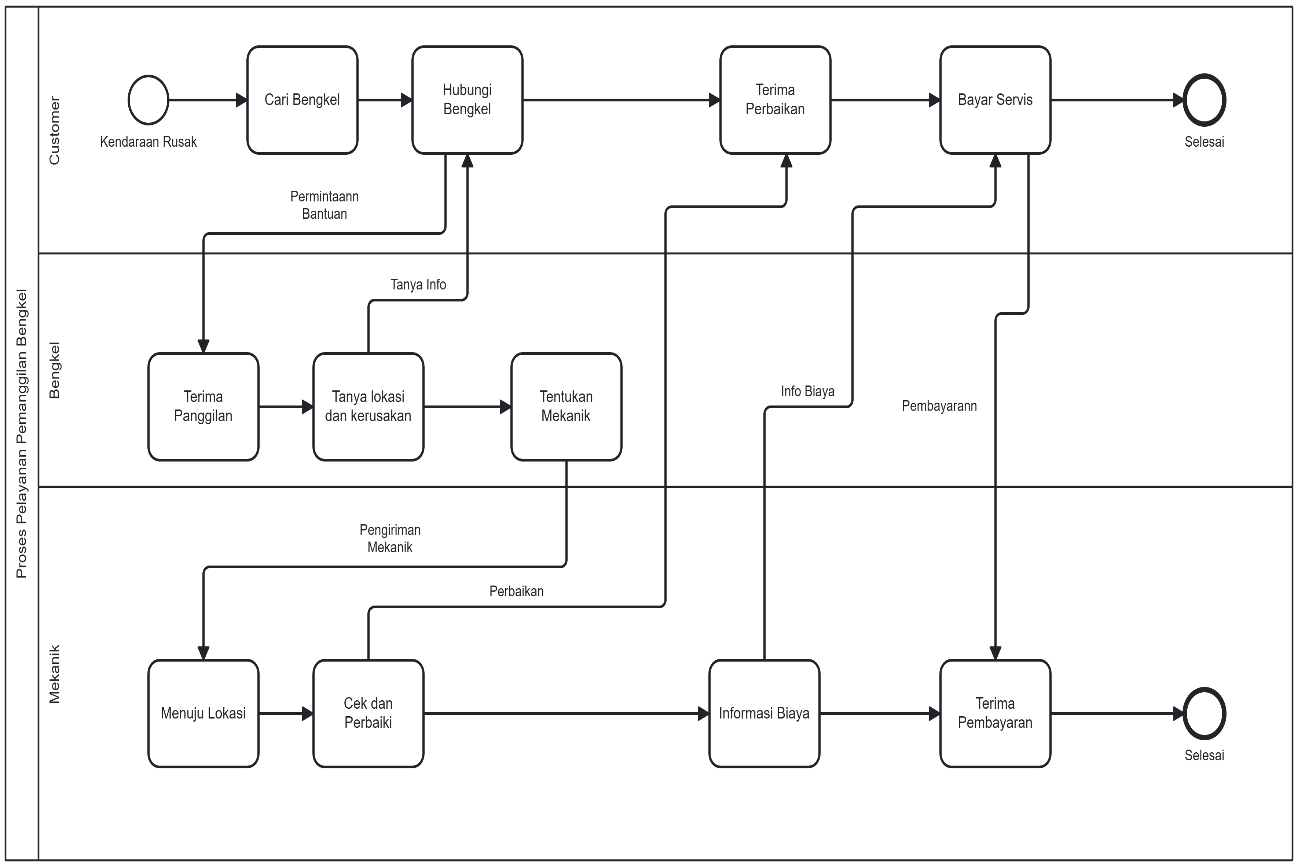 Proses Pelayanan Pemanggilan Bengkel
Customer
Kendaraan Rusak
Cari Bengkel
Hubungi
Bengkel
Terima
Perbaikan
Bayar Servis
Selesai
Permintaann
Bantuan
Bengkel
Tanya Info
Terima
Panggilan
Tanya lokasi
dan kerusakan
Tentukan
Mekanik
Info Biaya
Pembayarann
Mekanik
Pengiriman
Mekanik
Perbaikan
Menuju Lokasi
Cek dan
Perbaiki
Informasi Biaya
Terima
Pembayaran
Selesai